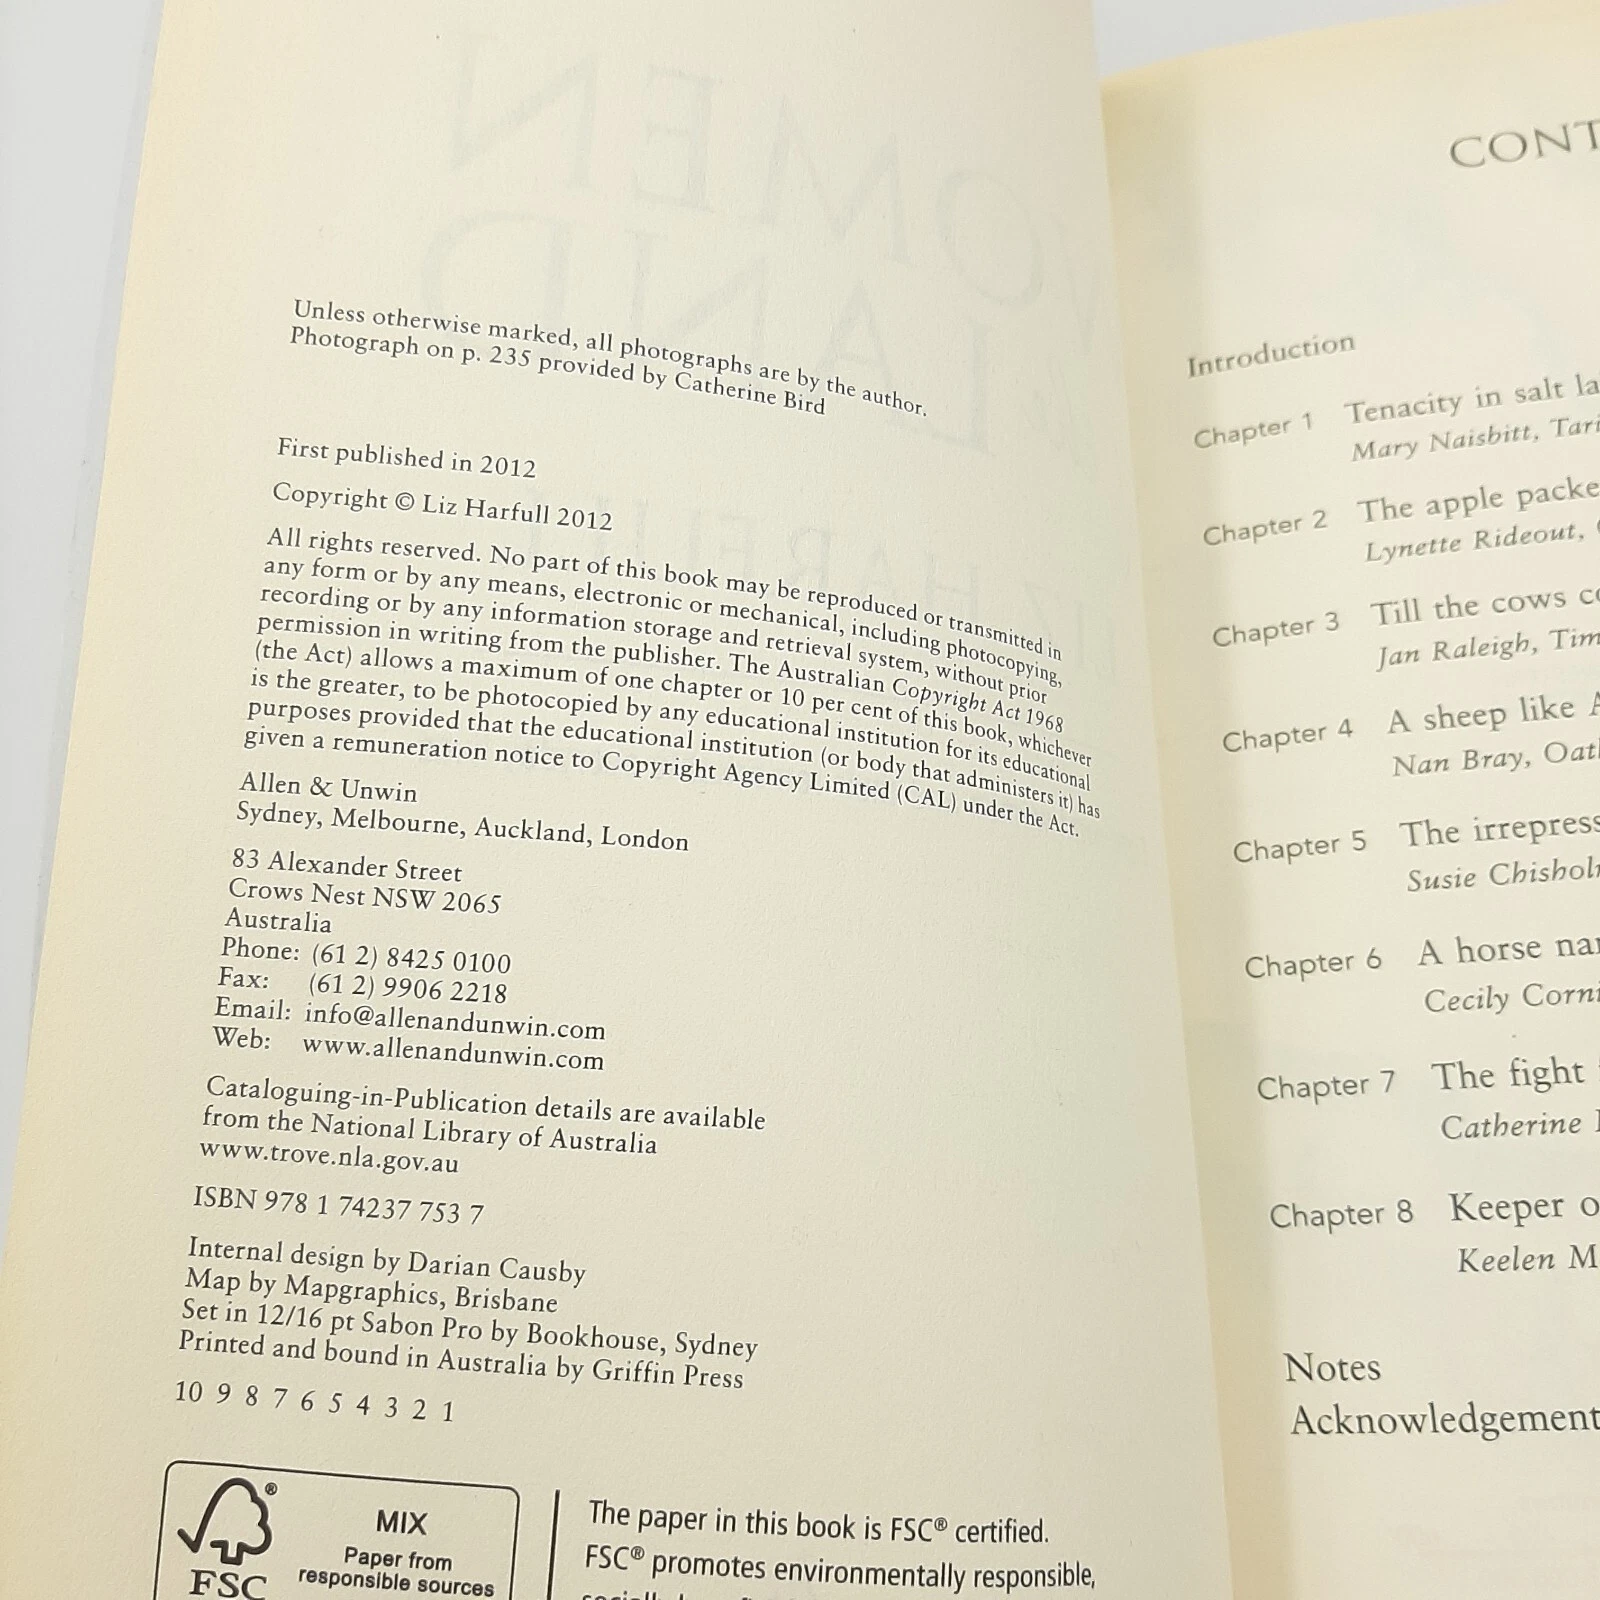 Unless otherwise marked, all photographs are by the author.
Photograph on p. 235 provided by Catherine Bird
First published in 2012
Copyright © Liz Harfull 2012
All rights reserved. No part of this book may be reproduced or transmitted in
any form or by any means, electronic or mechanical, including photocopying,
recording or by any information storage and retrieval system, without prior
permission in writing from the publisher. The Australian Copyright Act 1968
(the Act) allows a maximum of one chapter or 10 per cent of this book, whichever
is the greater, to be photocopied by any educational institution for its educational
purposes provided that the educational institution (or body that administers it) has
given a remuneration notice to Copyright Agency Limited (CAL) under the Act.
Allen & Unwin
Sydney, Melbourne, Auckland, London
83 Alexander Street
Crows Nest NSW 2065
Australia
Phone: (61 2) 8425 0100
Fax: (61 2) 9906 2218
Email: info@allenandunwin.com
Web: www.allenandunwin.com
Cataloguing-in-Publication details are available
from the National Library of Australia
www.trove.nla.gov.au
ISBN 978 1 74237 753 7
Internal design by Darian Causby
Map by Mapgraphics, Brisbane
Set in 12/16 pt Sabon Pro by Bookhouse, Sydney
Printed and bound in Australia by Griffin Press
10 9 8 7 6 5 4 3 2 1
®
FSC
MIX
Paper from
responsible sources
The paper in this book is FSC® certified.
FSC® promotes environmentally responsible,
CONT
Introduction
Chapter 1 Tenacity in salt la
Mary Naisbitt, Tari
Chapter 2 The apple packe
Lynette Rideout,
Chapter 3 Till the cows co
Jan Raleigh, Tim
Chapter 4 A sheep like A
Nan Bray, Oatl
Chapter 5 The irrepress
Susie Chishol
Chapter 6 A horse na
Cecily Corni
Chapter 7 The fight
Catherine
Chapter 8 Keeper o
Keelen M
Notes
Acknowledgement